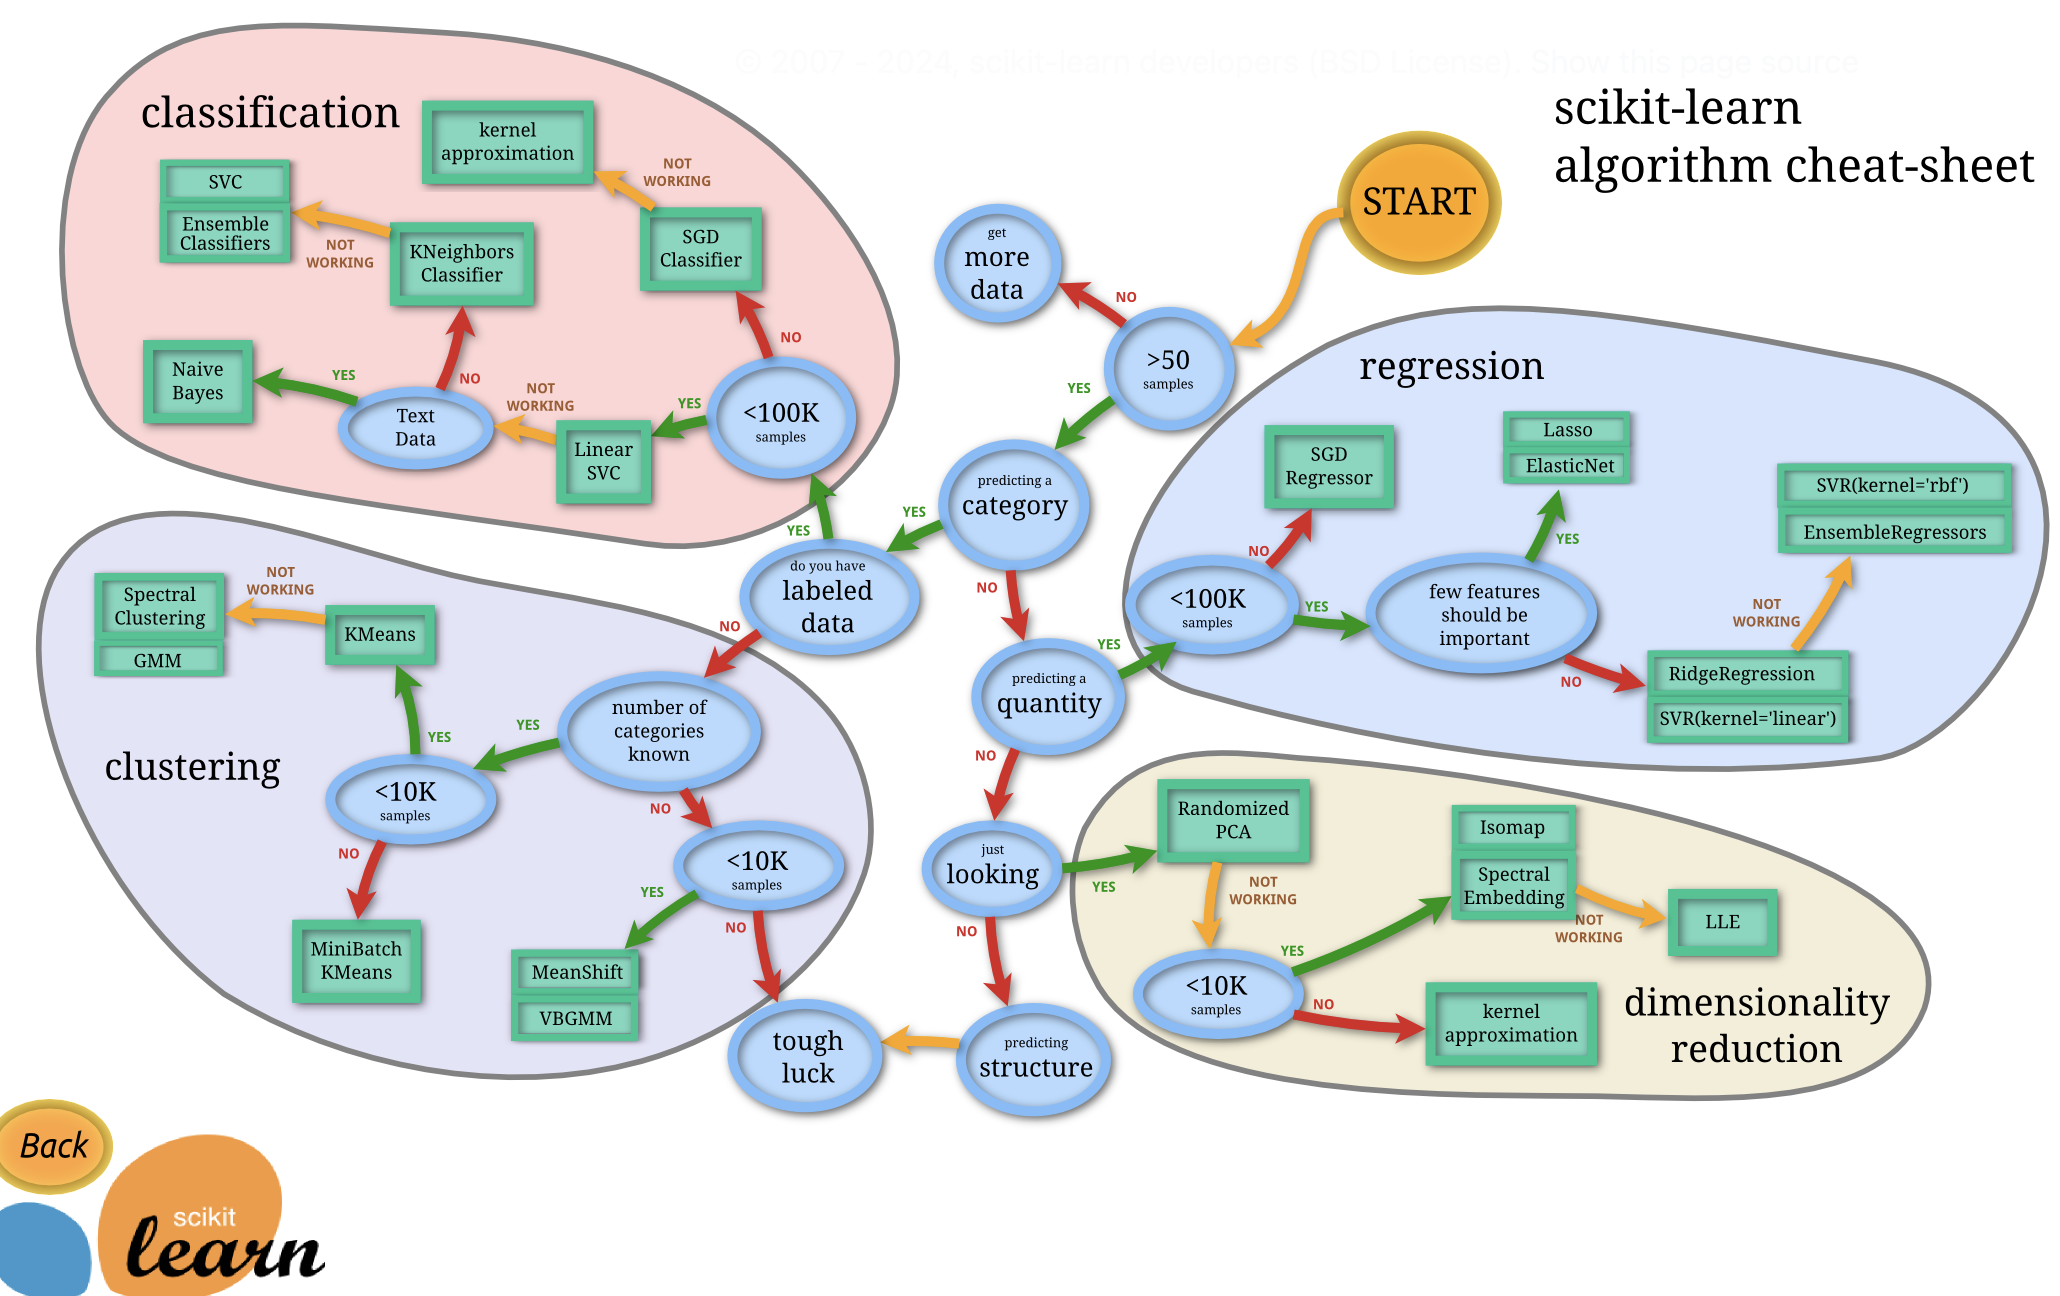 © 2007 - 2024, scikit-learn developers (BSD License). Show this page source
scikit-learn
algorithm cheat-sheet
START
classification
kernel
approximation
NOT
WORKING
SVC
Ensemble
Classifiers
NOT
WORKING
KNeighbors
Classifier
SGD
Classifier
NO
Naive
Bayes
YES
Text
Data
NO
NOT
WORKING
Linear
SVC
YES
<100K
samples
YES
get
more
data
NO
>50
samples
YES
predicting a
category
YES
NO
do you have
labeled
data
NO
predicting a
quantity
YES
NO
just
looking
YES
NO
predicting
structure
tough
luck
regression
SGD
Regressor
NO
<100K
samples
YES
few features
should be
important
YES
Lasso
ElasticNet
NO
RidgeRegression
SVR(kernel='linear')
NOT
WORKING
SVR(kernel='rbf')
EnsembleRegressors
clustering
Spectral
Clustering
GMM
NOT
WORKING
KMeans
YES
<10K
samples
NO
MiniBatch
KMeans
YES
number of
categories
known
NO
<10K
samples
YES
NO
MeanShift
VBGMM
dimensionality
reduction
Randomized
PCA
NOT
WORKING
<10K
samples
YES
NO
Isomap
Spectral
Embedding
NOT
WORKING
LLE
kernel
approximation
Back
scikit
learn